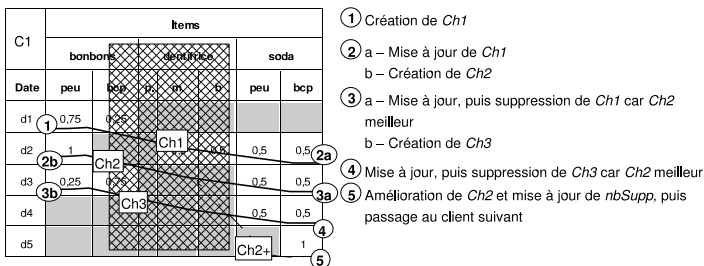 C1
Items
bonbons dentifrice soda
Date peu bcp p. m b peu bcp
d1 0,75 0,25
1
Ch1
d2 1 0,5 0,5
2b Ch2 2a
d3 0,25 0,75 0,5 0,5
3b Ch3 3a
d4 0,5 0,5
4
d5 Ch2+ 1
5
1 Création de Ch1
2 a – Mise à jour de Ch1
b – Création de Ch2
3 a – Mise à jour, puis suppression de Ch1 car Ch2
meilleur
b – Création de Ch3
4 Mise à jour, puis suppression de Ch3 car Ch2 meilleur
5 Amélioration de Ch2 et mise à jour de nbSupp, puis
passage au client suivant